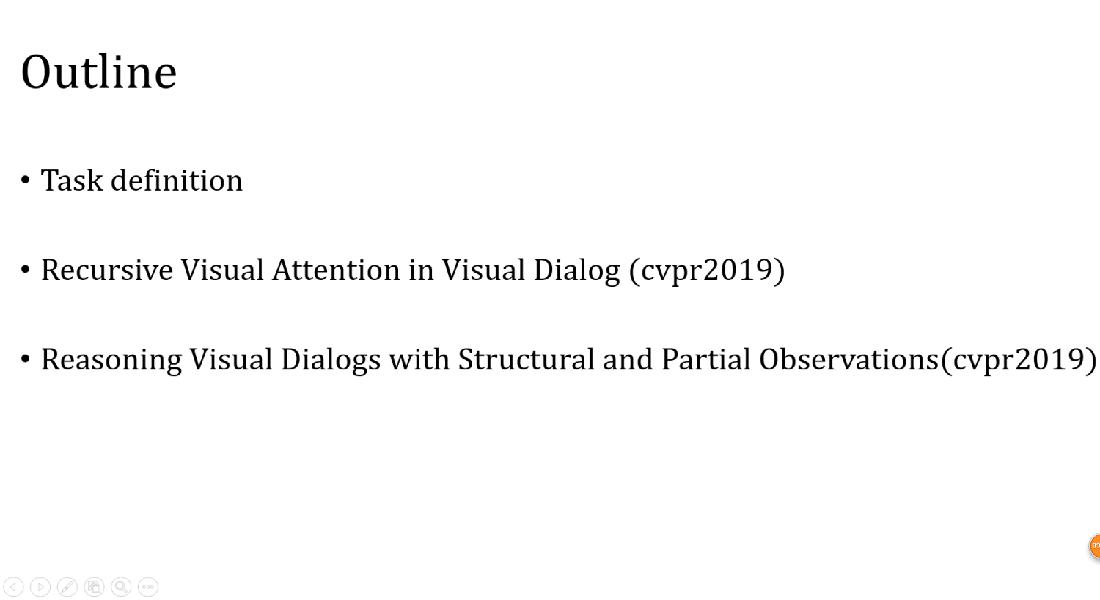 Outline
• Task definition
• Recursive Visual Attention in Visual Dialog (cvpr2019)
• Reasoning Visual Dialogs with Structural and Partial Observations(cvpr2019)